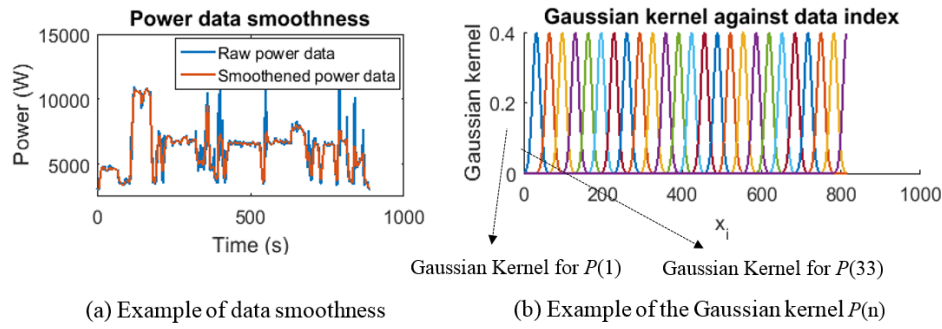 Power data smoothness
15000
10000
5000
0
500
1000
Power (W)
Time (s)
Raw power data
Smoothened power data
Gaussian kernel against data index
0.4
0.2
0
0
200
400
600
800
1000
Gaussian kernel
x_i
Gaussian Kernel for P(1)
Gaussian Kernel for P(33)
(a) Example of data smoothness
(b) Example of the Gaussian kernel P(n)